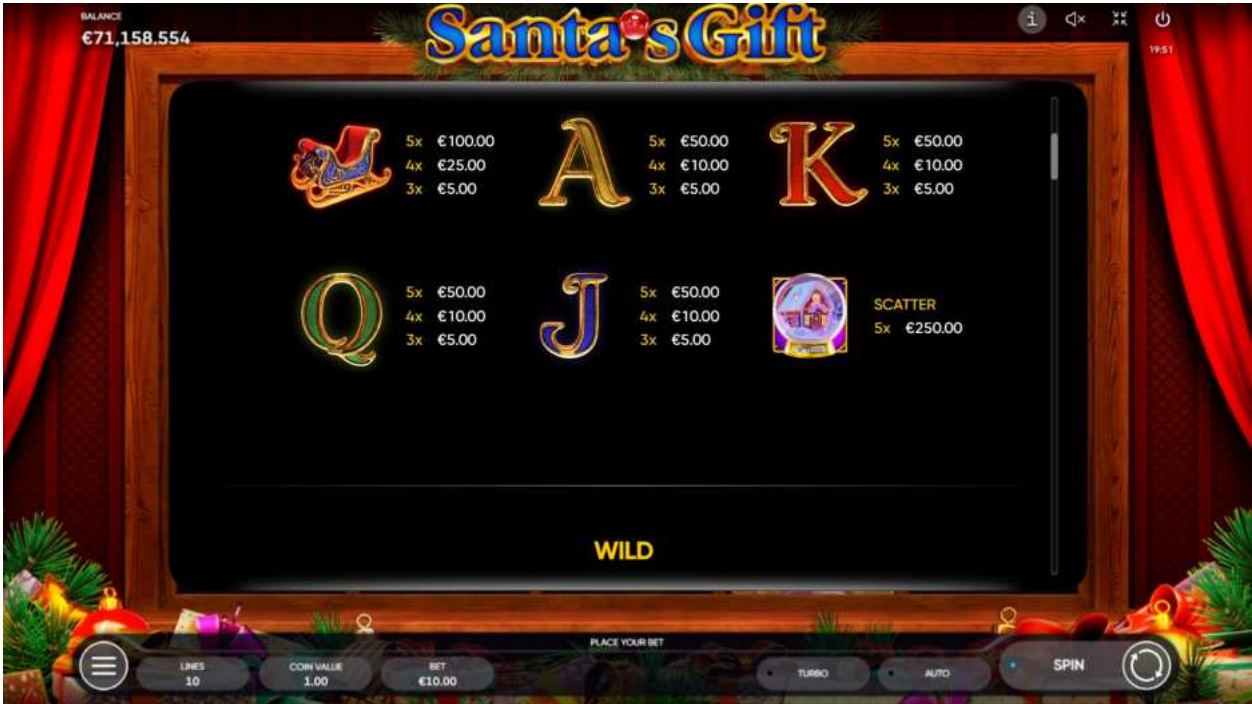 BALANCE
€71,158.554
Santa's Gift
i
19:51
5x €100.00
4x €25.00
3x €5.00
A
5x €50.00
4x €10.00
3x €5.00
K
5x €50.00
4x €10.00
3x €5.00
Q
5x €50.00
4x €10.00
3x €5.00
J
5x €50.00
4x €10.00
3x €5.00
SCATTER
5x €250.00
WILD
PLACE YOUR BET
LINES
10
COIN VALUE
1.00
BET
€10.00
TURBO
AUTO
SPIN